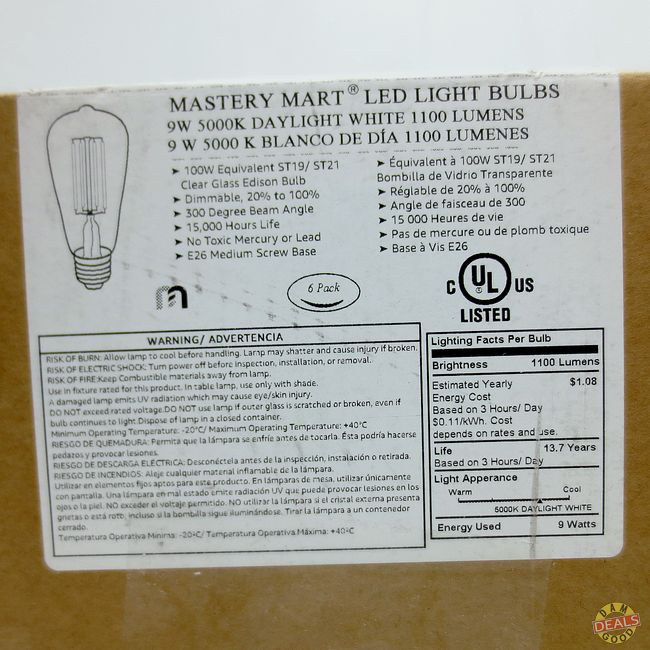 MASTERY MART® LED LIGHT BULBS
9W 5000K DAYLIGHT WHITE 1100 LUMENS
9 W 5000 K BLANCO DE DÍA 1100 LUMENES
➤ 100W Equivalent ST19/ ST21
Clear Glass Edison Bulb
➤ Dimmable, 20% to 100%
➤ 300 Degree Beam Angle
➤ 15,000 Hours Life
➤ No Toxic Mercury or Lead
➤ E26 Medium Screw Base
➤ Équivalent à 100W ST19/ ST21
Bombilla de Vidrio Transparente
➤ Réglable de 20% à 100%
➤ Angle de faisceau de 300
➤ 15 000 Heures de vie
➤ Pas de mercure ou de plomb toxique
➤ Base à Vis E26
6 Pack
C UL ® US
LISTED
WARNING/ ADVERTENCIA
RISK OF BURN: Allow lamp to cool before handling. Lamp may shatter and cause injury if broken.
RISK OF ELECTRIC SHOCK: Turn power off before inspection, installation, or removal.
RISK OF FIRE:Keep Combustible materials away from lamp.
Use in fixture rated for this product. In table lamp, use only with shade.
A damaged lamp emits UV radiation which may cause eye/skin injury.
DO NOT exceed rated voltage.DO NOT use lamp if outer glass is scratched or broken, even if
bulb continues to light.Dispose of lamp in a closed container.
Minimum Operating Temperature: -20°C/ Maximum Operating Temperature: +40°C
RIESGO DE QUEMADURA: Permita que la lámpara se enfríe antes de tocarla. Ésta podría hacerse
pedazos y provocar lesiones.
RIESGO DE DESCARGA ELÉCTRICA: Desconéctela antes de la inspección, instalación o retirada.
RIESGO DE INCENDIOS: Aleje cualquier material inflamable de la lámpara.
Utilizar en elementos fijos aptos para este producto. En lámparas de mesa, utilizar únicamente
con pantalla. Una lámpara en mal estado emite radiación UV que puede provocar lesiones en los
ojos o la piel. NO exceder el voltaje permitido. NO utilizar la lámpara si el cristal externa presenta
grietas o está roto, incluso si la bombilla sigue iluminándose. Tirar la lámpara a un contenedor
cerrado.
Temperatura Operativa Mínima: -20°C/ Temperatura Operativa Máxima: +40°C
Lighting Facts Per Bulb
Brightness 1100 Lumens
Estimated Yearly $1.08
Energy Cost
Based on 3 Hours/ Day
$0.11/kWh. Cost
depends on rates and use.
Life 13.7 Years
Based on 3 Hours/ Day
Light Apperance
Warm Cool
5000K DAYLIGHT WHITE
Energy Used 9 Watts
DAMN
DEALS
GOOD